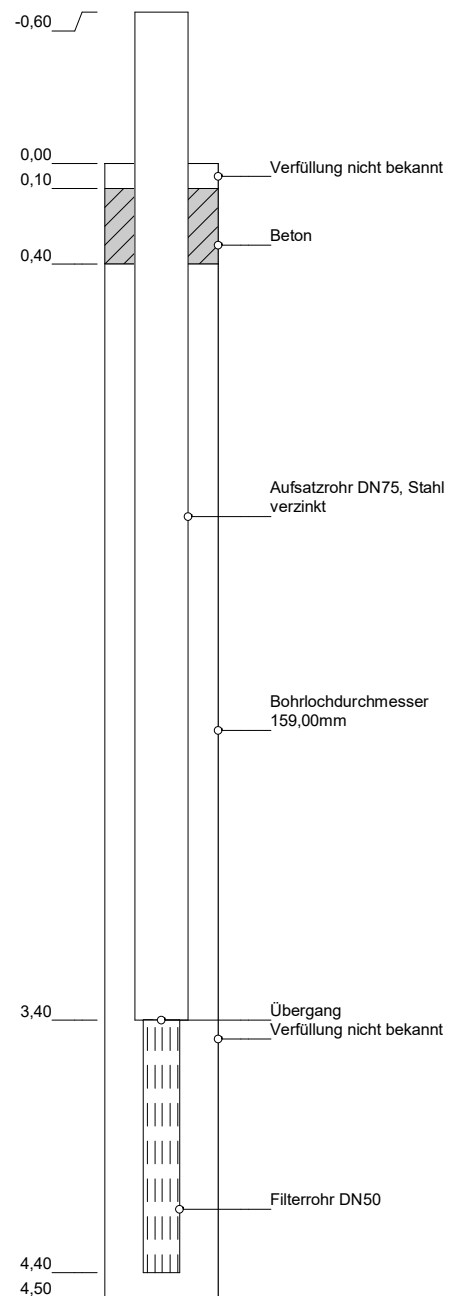 -0,60
0,00
Verfüllung nicht bekannt
0,10
Beton
0,40
Aufsatzrohr DN75, Stahl
verzinkt
Bohrlochdurchmesser
159,00mm
3,40
Übergang
Verfüllung nicht bekannt
Filterrohr DN50
4,40
4,50